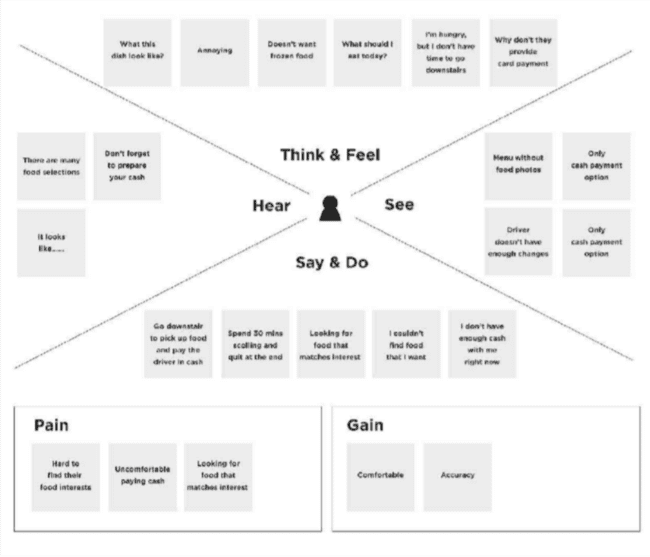 What this
dish look like?
Annoying
Doesn't want
frozen food
What should I
eat today?
I'm hungry,
but I don't have
time to go
downstairs
Why don't they
provide
card payment
Think & Feel
There are many
food selections
Don't forget
to prepare
your cash
It looks
like.....
Hear
See
Menu without
food photos
Only
cash payment
option
Driver
doesn't have
enough changes
Only
cash payment
option
Say & Do
Go downstair
to pick up food
and pay the
driver in cash
Spend 30 mins
scolling and
quit at the end
Looking for
food that
matches interest
I couldn't
find food
that I want
I don't have
enough cash
with me
right now
Pain
Hard to
find their
food interests
Uncomfortable
paying cash
Looking for
food that
matches interest
Gain
Comfortable
Accuracy